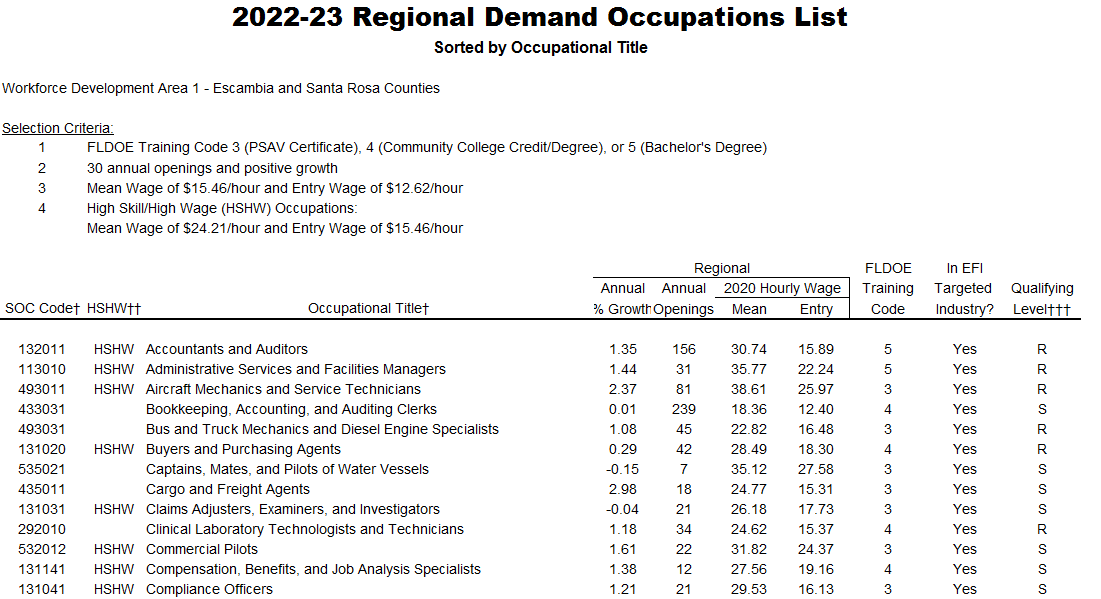 2022-23 Regional Demand Occupations List
Sorted by Occupational Title
Workforce Development Area 1 - Escambia and Santa Rosa Counties
Selection Criteria:
1 FLDOE Training Code 3 (PSAV Certificate), 4 (Community College Credit/Degree), or 5 (Bachelor's Degree)
2 30 annual openings and positive growth
3 Mean Wage of $15.46/hour and Entry Wage of $12.62/hour
4 High Skill/High Wage (HSHW) Occupations:
Mean Wage of $24.21/hour and Entry Wage of $15.46/hour
Regional FLDOE In EFI
Annual Annual 2020 Hourly Wage Training Targeted Qualifying
SOC Code† HSHW†† Occupational Title† % Growth Openings Mean Entry Code Industry? Level†††
132011 HSHW Accountants and Auditors 1.35 156 30.74 15.89 5 Yes R
113010 HSHW Administrative Services and Facilities Managers 1.44 31 35.77 22.24 5 Yes R
493011 HSHW Aircraft Mechanics and Service Technicians 2.37 81 38.61 25.97 3 Yes R
433031 Bookkeeping, Accounting, and Auditing Clerks 0.01 239 18.36 12.40 4 Yes S
493031 Bus and Truck Mechanics and Diesel Engine Specialists 1.08 45 22.82 16.48 3 Yes R
131020 HSHW Buyers and Purchasing Agents 0.29 42 28.49 18.30 4 Yes R
535021 Captains, Mates, and Pilots of Water Vessels -0.15 7 35.12 27.58 3 Yes S
435011 Cargo and Freight Agents 2.98 18 24.77 15.31 3 Yes S
131031 HSHW Claims Adjusters, Examiners, and Investigators -0.04 21 26.18 17.73 3 Yes S
292010 Clinical Laboratory Technologists and Technicians 1.18 34 24.62 15.37 4 Yes R
532012 HSHW Commercial Pilots 1.61 22 31.82 24.37 3 Yes S
131141 HSHW Compensation, Benefits, and Job Analysis Specialists 1.38 12 27.56 19.16 4 Yes S
131041 HSHW Compliance Officers 1.21 21 29.53 16.13 3 Yes S